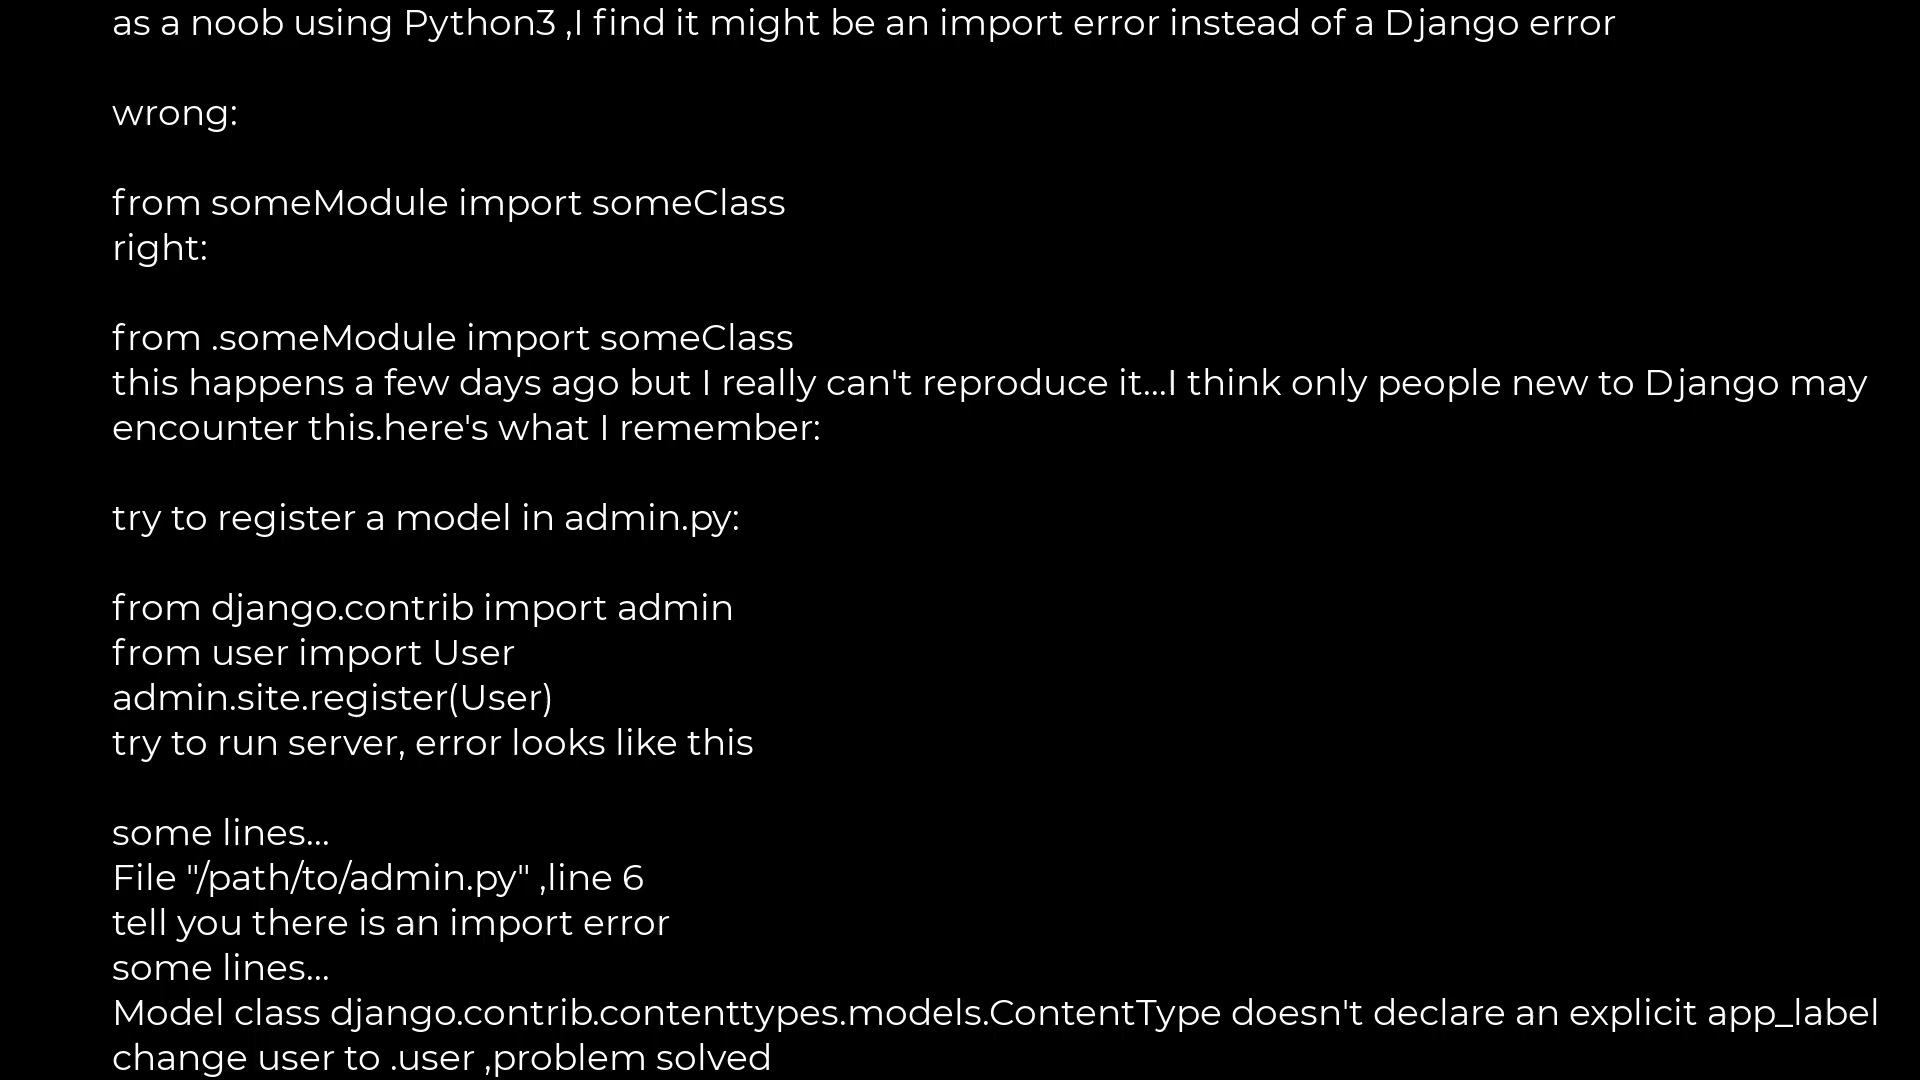 as a noob using Python3 ,I find it might be an import error instead of a Django error
wrong:
from someModule import someClass
right:
from .someModule import someClass
this happens a few days ago but I really can't reproduce it...I think only people new to Django may
encounter this.here's what I remember:
try to register a model in admin.py:
from django.contrib import admin
from user import User
admin.site.register(User)
try to run server, error looks like this
some lines...
File "/path/to/admin.py" ,line 6
tell you there is an import error
some lines...
Model class django.contrib.contenttypes.models.ContentType doesn't declare an explicit app_label
change user to .user ,problem solved